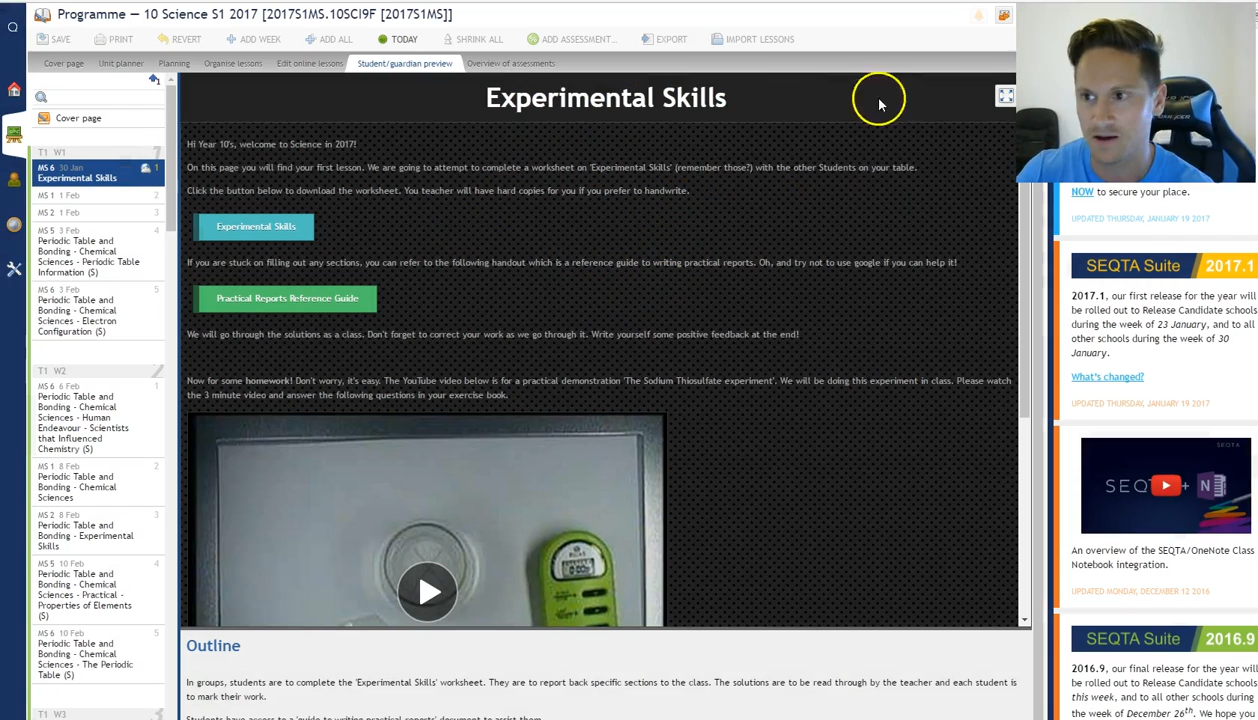 Programme — 10 Science S1 2017 [2017S1MS.10SCI9F [2017S1MS]]
SAVE PRINT REVERT ADD WEEK ADD ALL TODAY SHRINK ALL ADD ASSESSMENT... EXPORT IMPORT LESSONS
Cover page Unit planner Planning Organise lessons Edit online lessons Student/guardian preview Overview of assessments
Cover page
T1 W1
MS 6 30 Jan 1
Experimental Skills
MS 1 1 Feb 2
MS 2 1 Feb 3
MS 5 3 Feb 4
Periodic Table and
Bonding - Chemical
Sciences - Periodic Table
Information (S)
MS 6 3 Feb 5
Periodic Table and
Bonding - Chemical
Sciences - Electron
Configuration (S)
T1 W2
MS 6 6 Feb 1
Periodic Table and
Bonding - Chemical
Sciences - Human
Endeavour - Scientists
that Influenced
Chemistry (S)
MS 1 8 Feb 2
Periodic Table and
Bonding - Chemical
Sciences
MS 2 8 Feb 3
Periodic Table and
Bonding - Experimental
Skills
MS 5 10 Feb 4
Periodic Table and
Bonding - Chemical
Sciences - Practical -
Properties of Elements
(S)
MS 6 10 Feb 5
Periodic Table and
Bonding - Chemical
Sciences - The Periodic
Table (S)
T1 W3
Experimental Skills
Hi Year 10's, welcome to Science in 2017!
On this page you will find your first lesson. We are going to attempt to complete a worksheet on 'Experimental Skills' (remember those?) with the other Students on your table.
Click the button below to download the worksheet. You teacher will have hard copies for you if you prefer to handwrite.
Experimental Skills
If you are stuck on filling out any sections, you can refer to the following handout which is a reference guide to writing practical reports. Oh, and try not to use google if you can help it!
Practical Reports Reference Guide
We will go through the solutions as a class. Don't forget to correct your work as we go through it. Write yourself some positive feedback at the end!
Now for some homework! Don't worry, it's easy. The YouTube video below is for a practical demonstration 'The Sodium Thiosulfate experiment'. We will be doing this experiment in class. Please watch
the 3 minute video and answer the following questions in your exercise book.
Outline
In groups, students are to complete the 'Experimental Skills' worksheet. They are to report back specific sections to the class. The solutions are to be read through by the teacher and each student is
to mark their work.
Students have access to a 'guide to writing practical reports' document to assist them.
NOW to secure your place.
UPDATED THURSDAY, JANUARY 19 2017
SEQTA Suite 2017.1
2017.1, our first release for the year will
be rolled out to Release Candidate schools
during the week of 23 January, and to all
other schools during the week of 30
January.
What's changed?
UPDATED THURSDAY, JANUARY 19 2017
SEQTA
SEQTA + N
An overview of the SEQTA/OneNote Class
Notebook integration.
UPDATED MONDAY, DECEMBER 12 2016
SEQTA Suite 2016.9
2016.9, our final release for the year will
be rolled out to Release Candidate schools
this week, and to all other schools during
the week of December 26th. We hope you